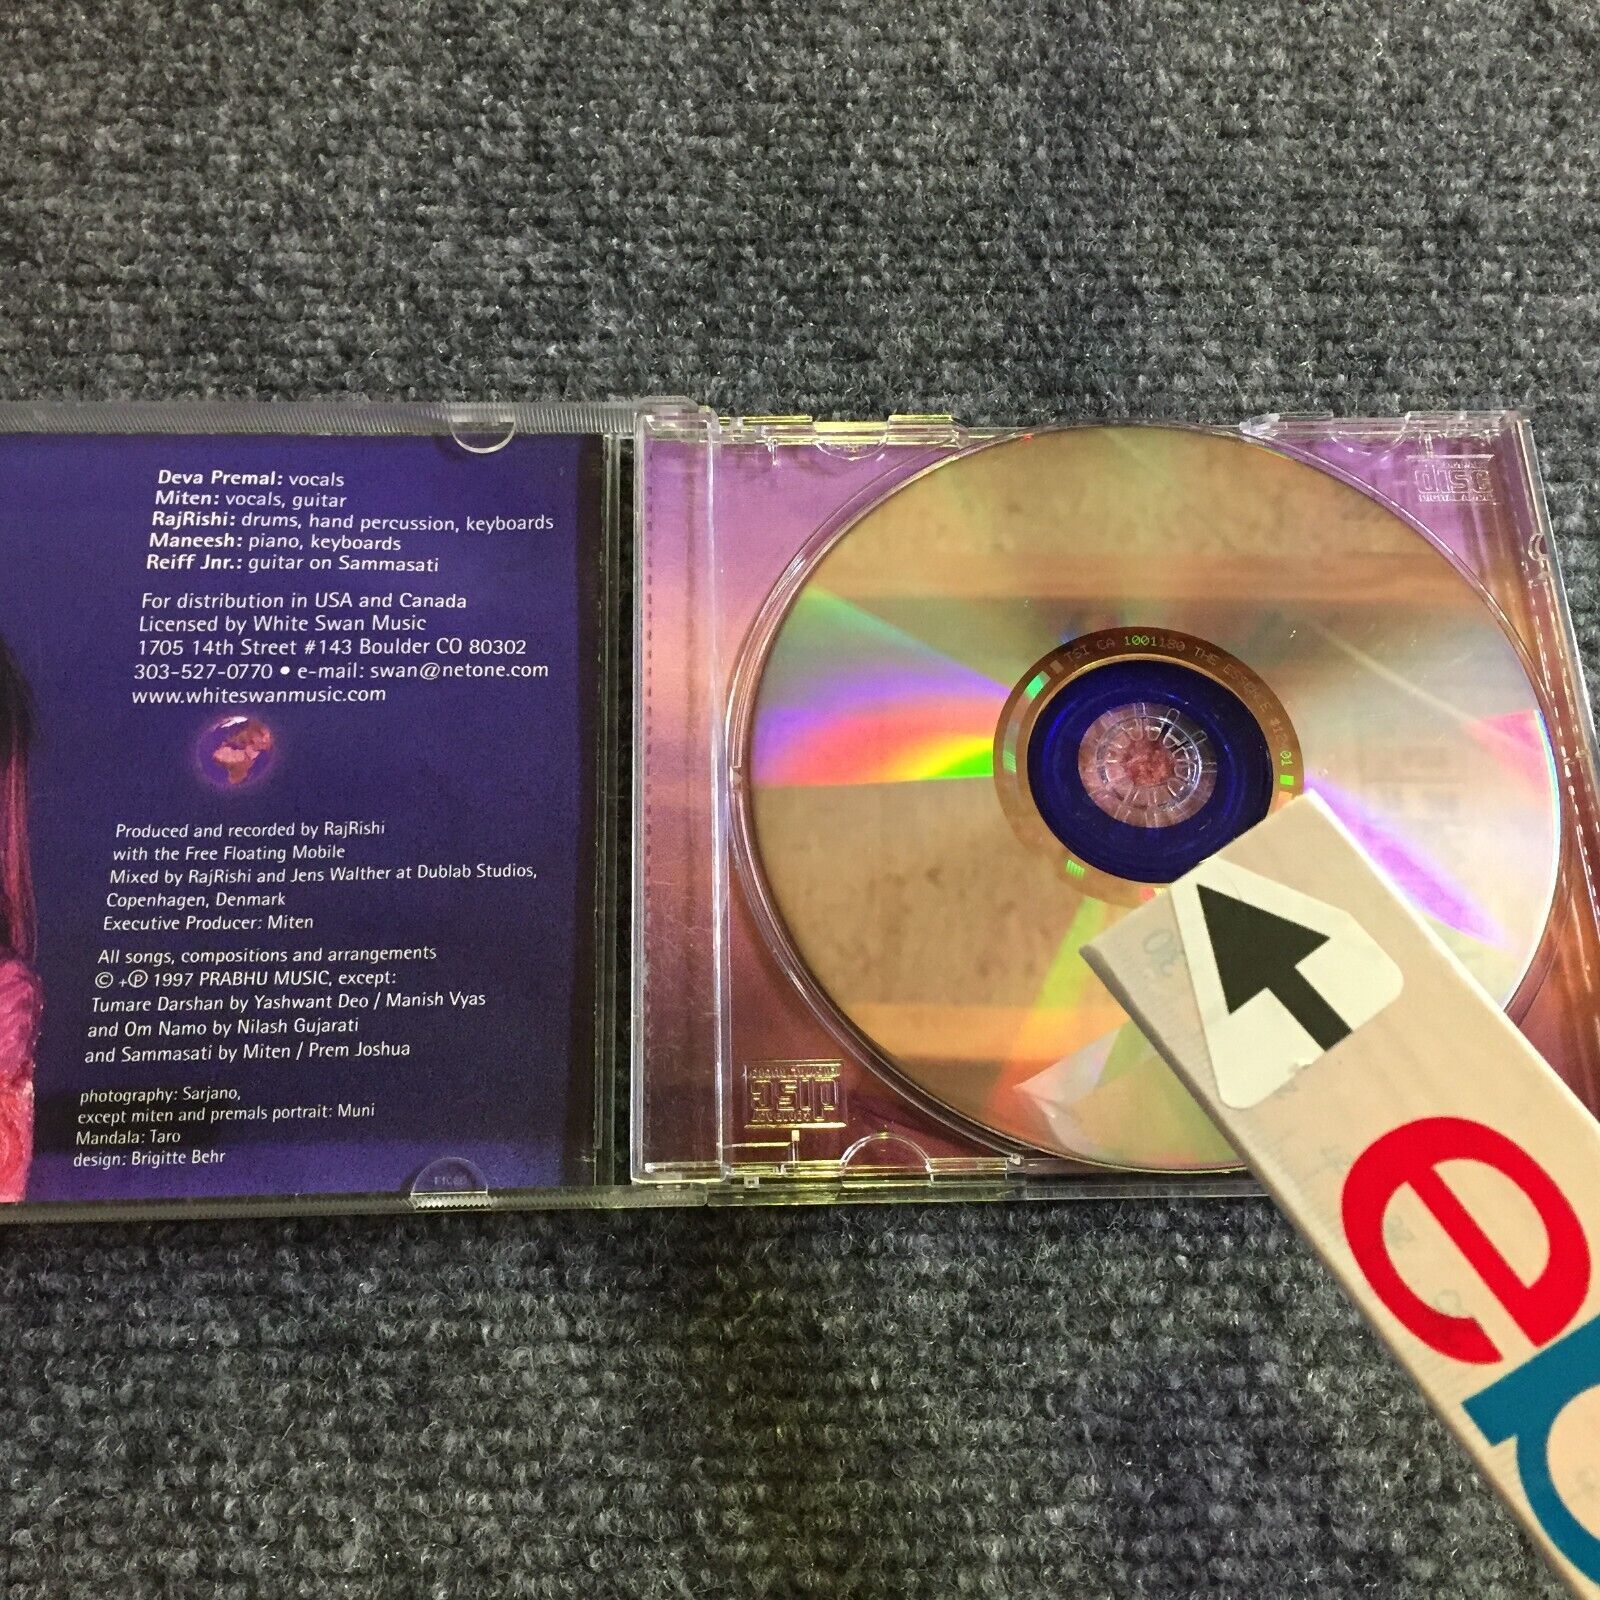 Deva Premal: vocals
Miten: vocals, guitar
RajRishi: drums, hand percussion, keyboards
Maneesh: piano, keyboards
Reiff Jnr.: guitar on Sammasati
For distribution in USA and Canada
Licensed by White Swan Music
1705 14th Street #143 Boulder CO 80302
303-527-0770 • e-mail: swan@netone.com
www.whiteswanmusic.com
Produced and recorded by RajRishi
with the Free Floating Mobile
Mixed by RajRishi and Jens Walther at Dublab Studios,
Copenhagen, Denmark
Executive Producer: Miten
All songs, compositions and arrangements
© +℗ 1997 PRABHU MUSIC, except:
Tumare Darshan by Yashwant Deo / Manish Vyas
and Om Namo by Nilash Gujarati
and Sammasati by Miten / Prem Joshua
photography: Sarjano,
except miten and premals portrait: Muni
Mandala: Taro
design: Brigitte Behr
disc
TSI CA 1001180 THE ESSENCE 01
disc
eb